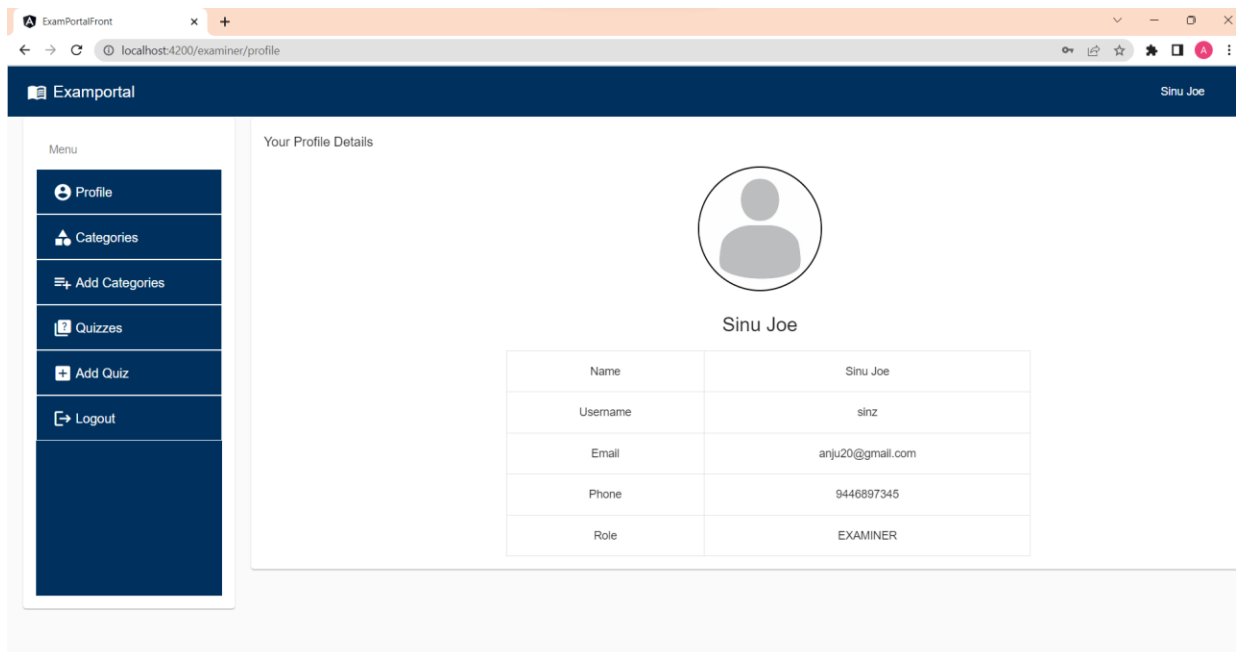 ExamPortalFront
localhost:4200/examiner/profile
A
Examportal
Sinu Joe
Menu
Profile
Categories
Add Categories
Quizzes
Add Quiz
Logout
Your Profile Details
Sinu Joe
Name Sinu Joe
Username sinz
Email anju20@gmail.com
Phone 9446897345
Role EXAMINER